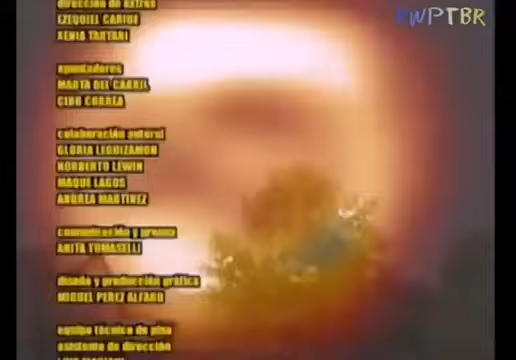 dirección de extras
EZEQUIEL CARIDE
XENIA TARTARI
RWPTBR
apuntadores
MARTA DEL CARRIL
CIBO CORREA
colaboración autoral
GLORIA LEGUIZAMON
NORBERTO LEWIN
MAQUI LAGOS
ANDREA MARTINEZ
comunicación y prensa
ANITA TOMASELLI
diseño y producción gráfica
MIGUEL PEREZ ALFARO
equipo técnico de piso
asistente de dirección